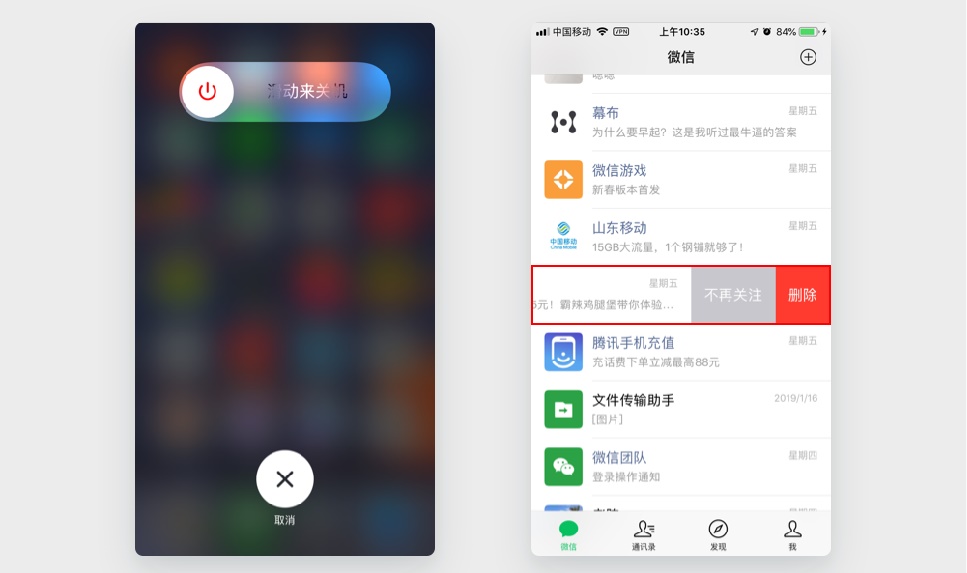 滑动来关机
取消
中国移动 VPN 上午10:35 84%
微信
嗯嗯
幕布 星期五
为什么要早起？这是我听过最牛逼的答案
微信游戏 星期五
新春版本首发
中国移动
China Mobile
山东移动 星期五
15GB大流量，1个钢镚就够了！
星期五
元！霸辣鸡腿堡带你体验... 不再关注 删除
腾讯手机充值 星期五
充话费下单立减最高88元
文件传输助手 2019/1/16
[图片]
微信团队 星期四
登录操作通知
微信 通讯录 发现 我